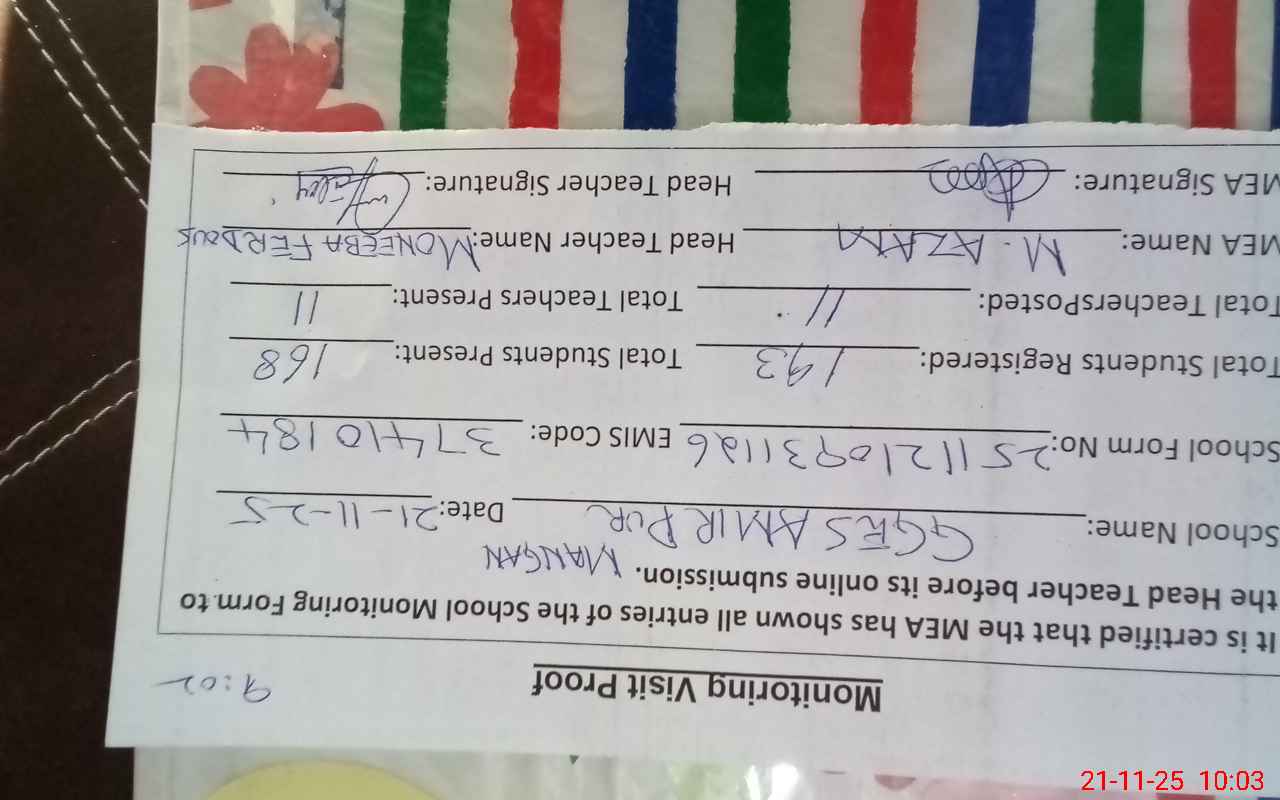 Monitoring Visit Proof 9:02
It is certified that the MEA has shown all entries of the School Monitoring Form to
the Head Teacher before its online submission. MANGAN
School Name: GGES AMIR PUR Date: 21-11-25
School Form No: 2511210931126 EMIS Code: 37410184
Total Students Registered: 193 Total Students Present: 168
Total TeachersPosted: 11 Total Teachers Present: 11
MEA Name: M. AZAM Head Teacher Name: MONEEBA FERDOUS
MEA Signature: Head Teacher Signature:
21-11-25 10:03